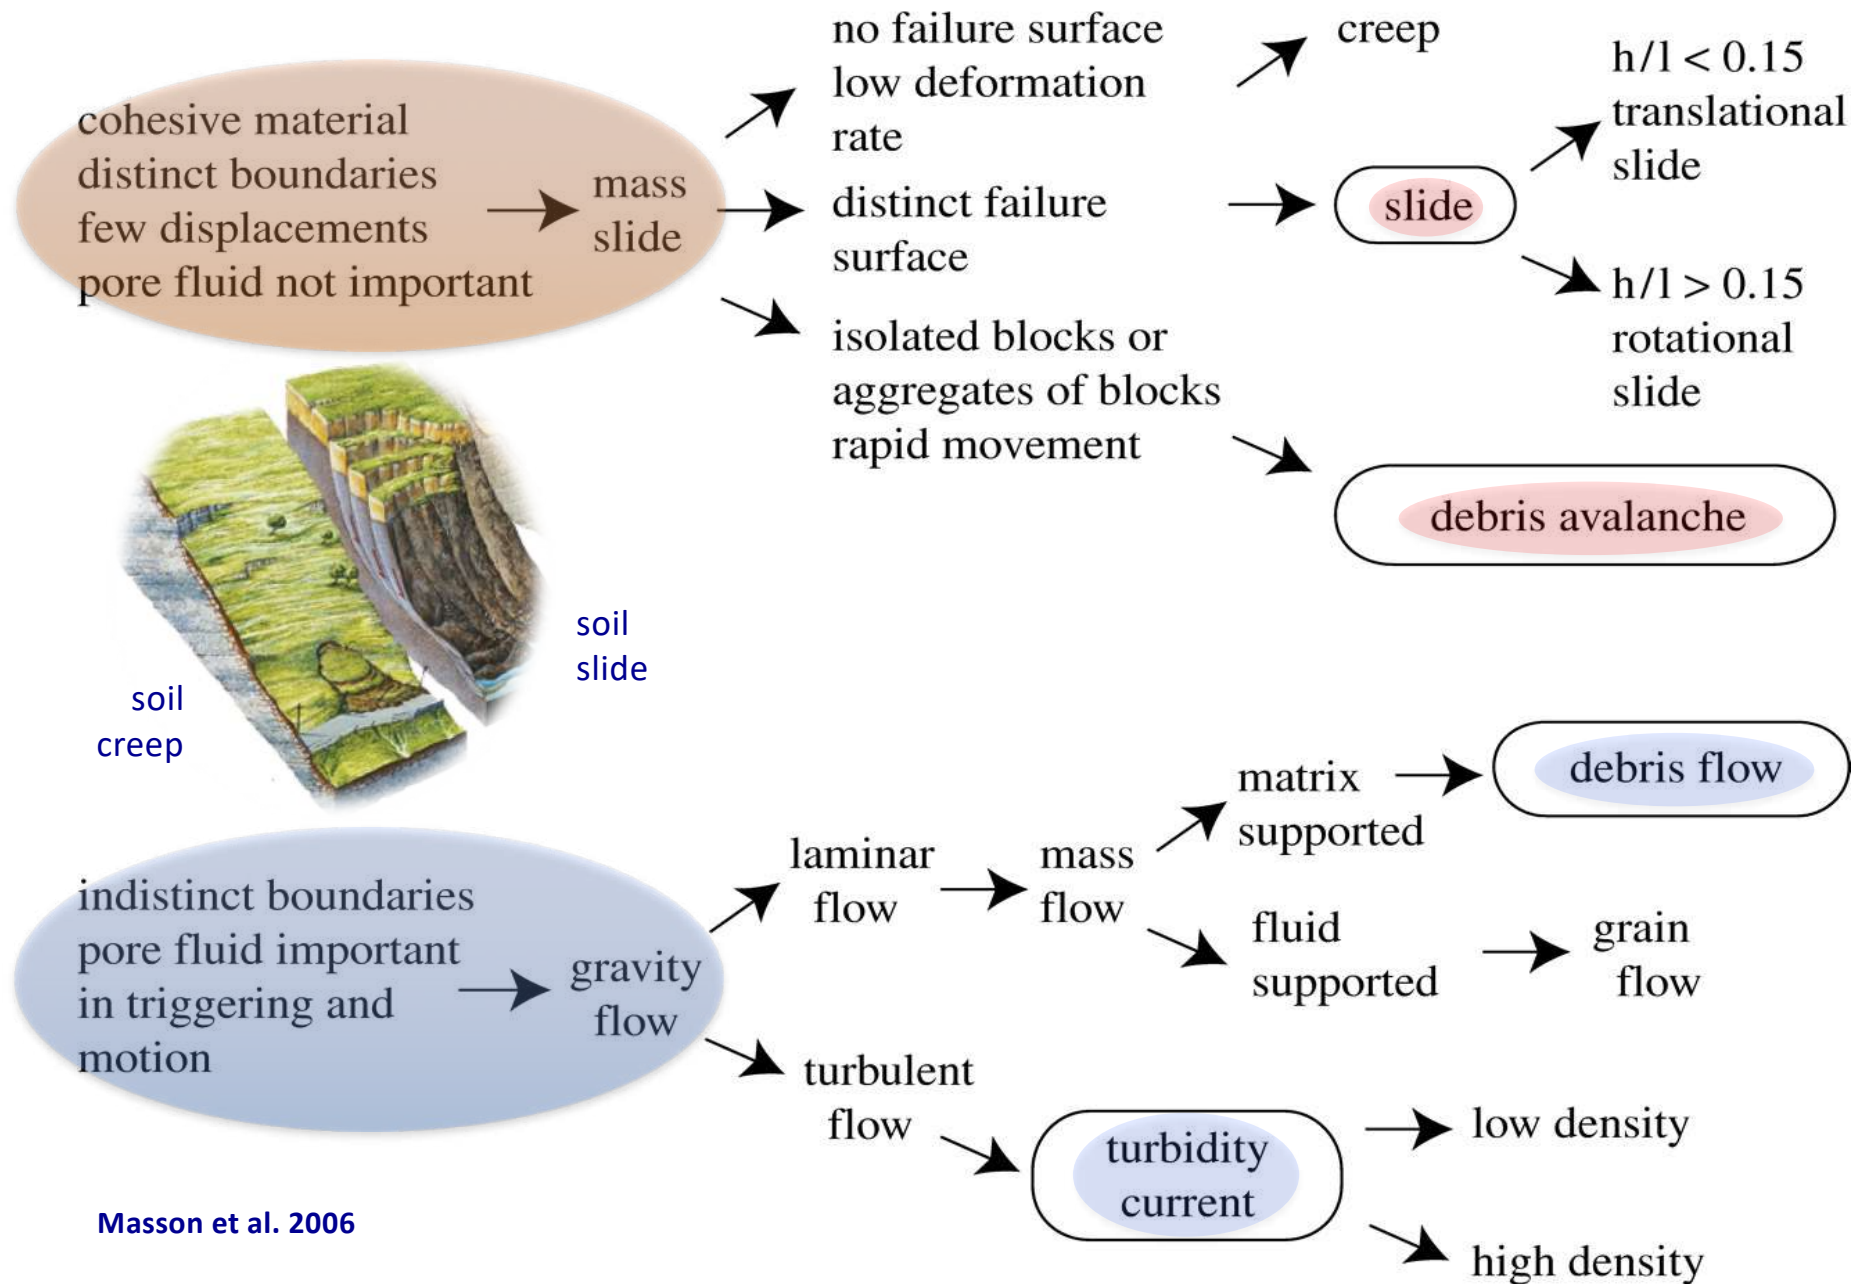 cohesive material
distinct boundaries
few displacements
pore fluid not important
mass
slide
no failure surface
low deformation
rate
creep
distinct failure
surface
slide
h/l < 0.15
translational
slide
h/l > 0.15
rotational
slide
isolated blocks or
aggregates of blocks
rapid movement
debris avalanche
soil
creep
soil
slide
indistinct boundaries
pore fluid important
in triggering and
motion
gravity
flow
laminar
flow
mass
flow
matrix
supported
debris flow
fluid
supported
grain
flow
turbulent
flow
turbidity
current
low density
high density
Masson et al. 2006